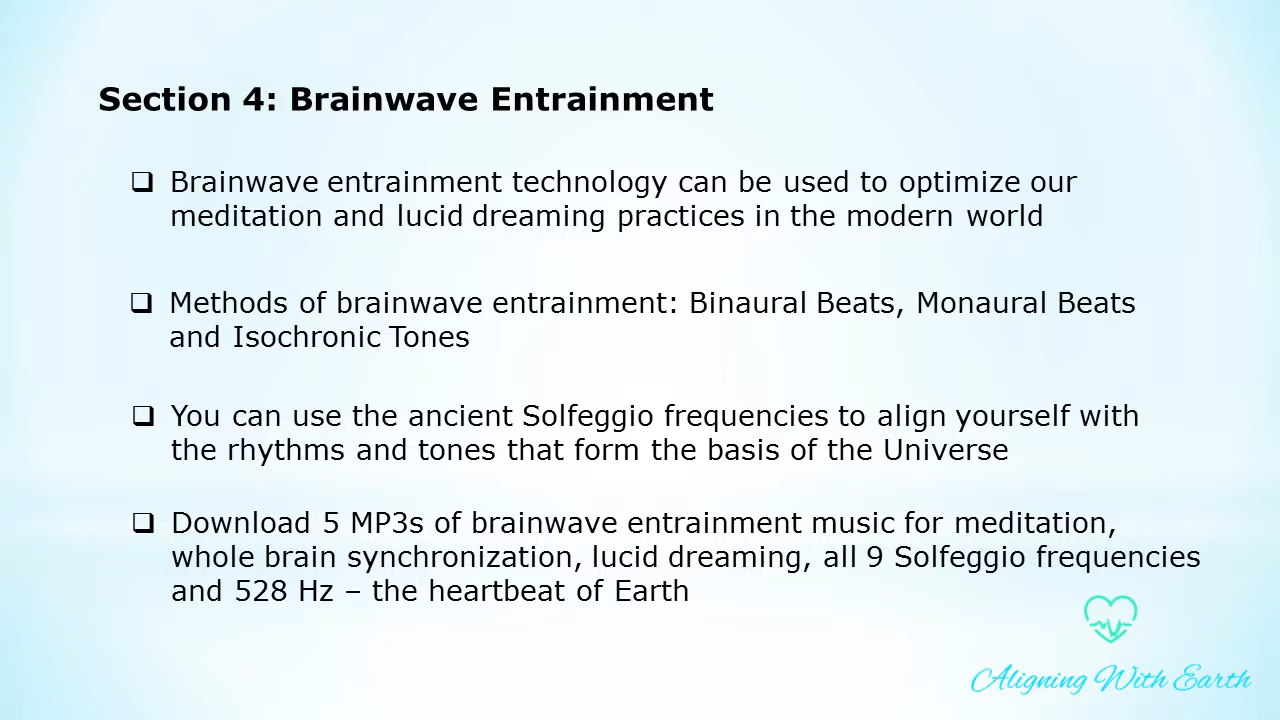 Section 4: Brainwave Entrainment
❑ Brainwave entrainment technology can be used to optimize our
meditation and lucid dreaming practices in the modern world
❑ Methods of brainwave entrainment: Binaural Beats, Monaural Beats
and Isochronic Tones
❑ You can use the ancient Solfeggio frequencies to align yourself with
the rhythms and tones that form the basis of the Universe
❑ Download 5 MP3s of brainwave entrainment music for meditation,
whole brain synchronization, lucid dreaming, all 9 Solfeggio frequencies
and 528 Hz – the heartbeat of Earth
Aligning With Earth